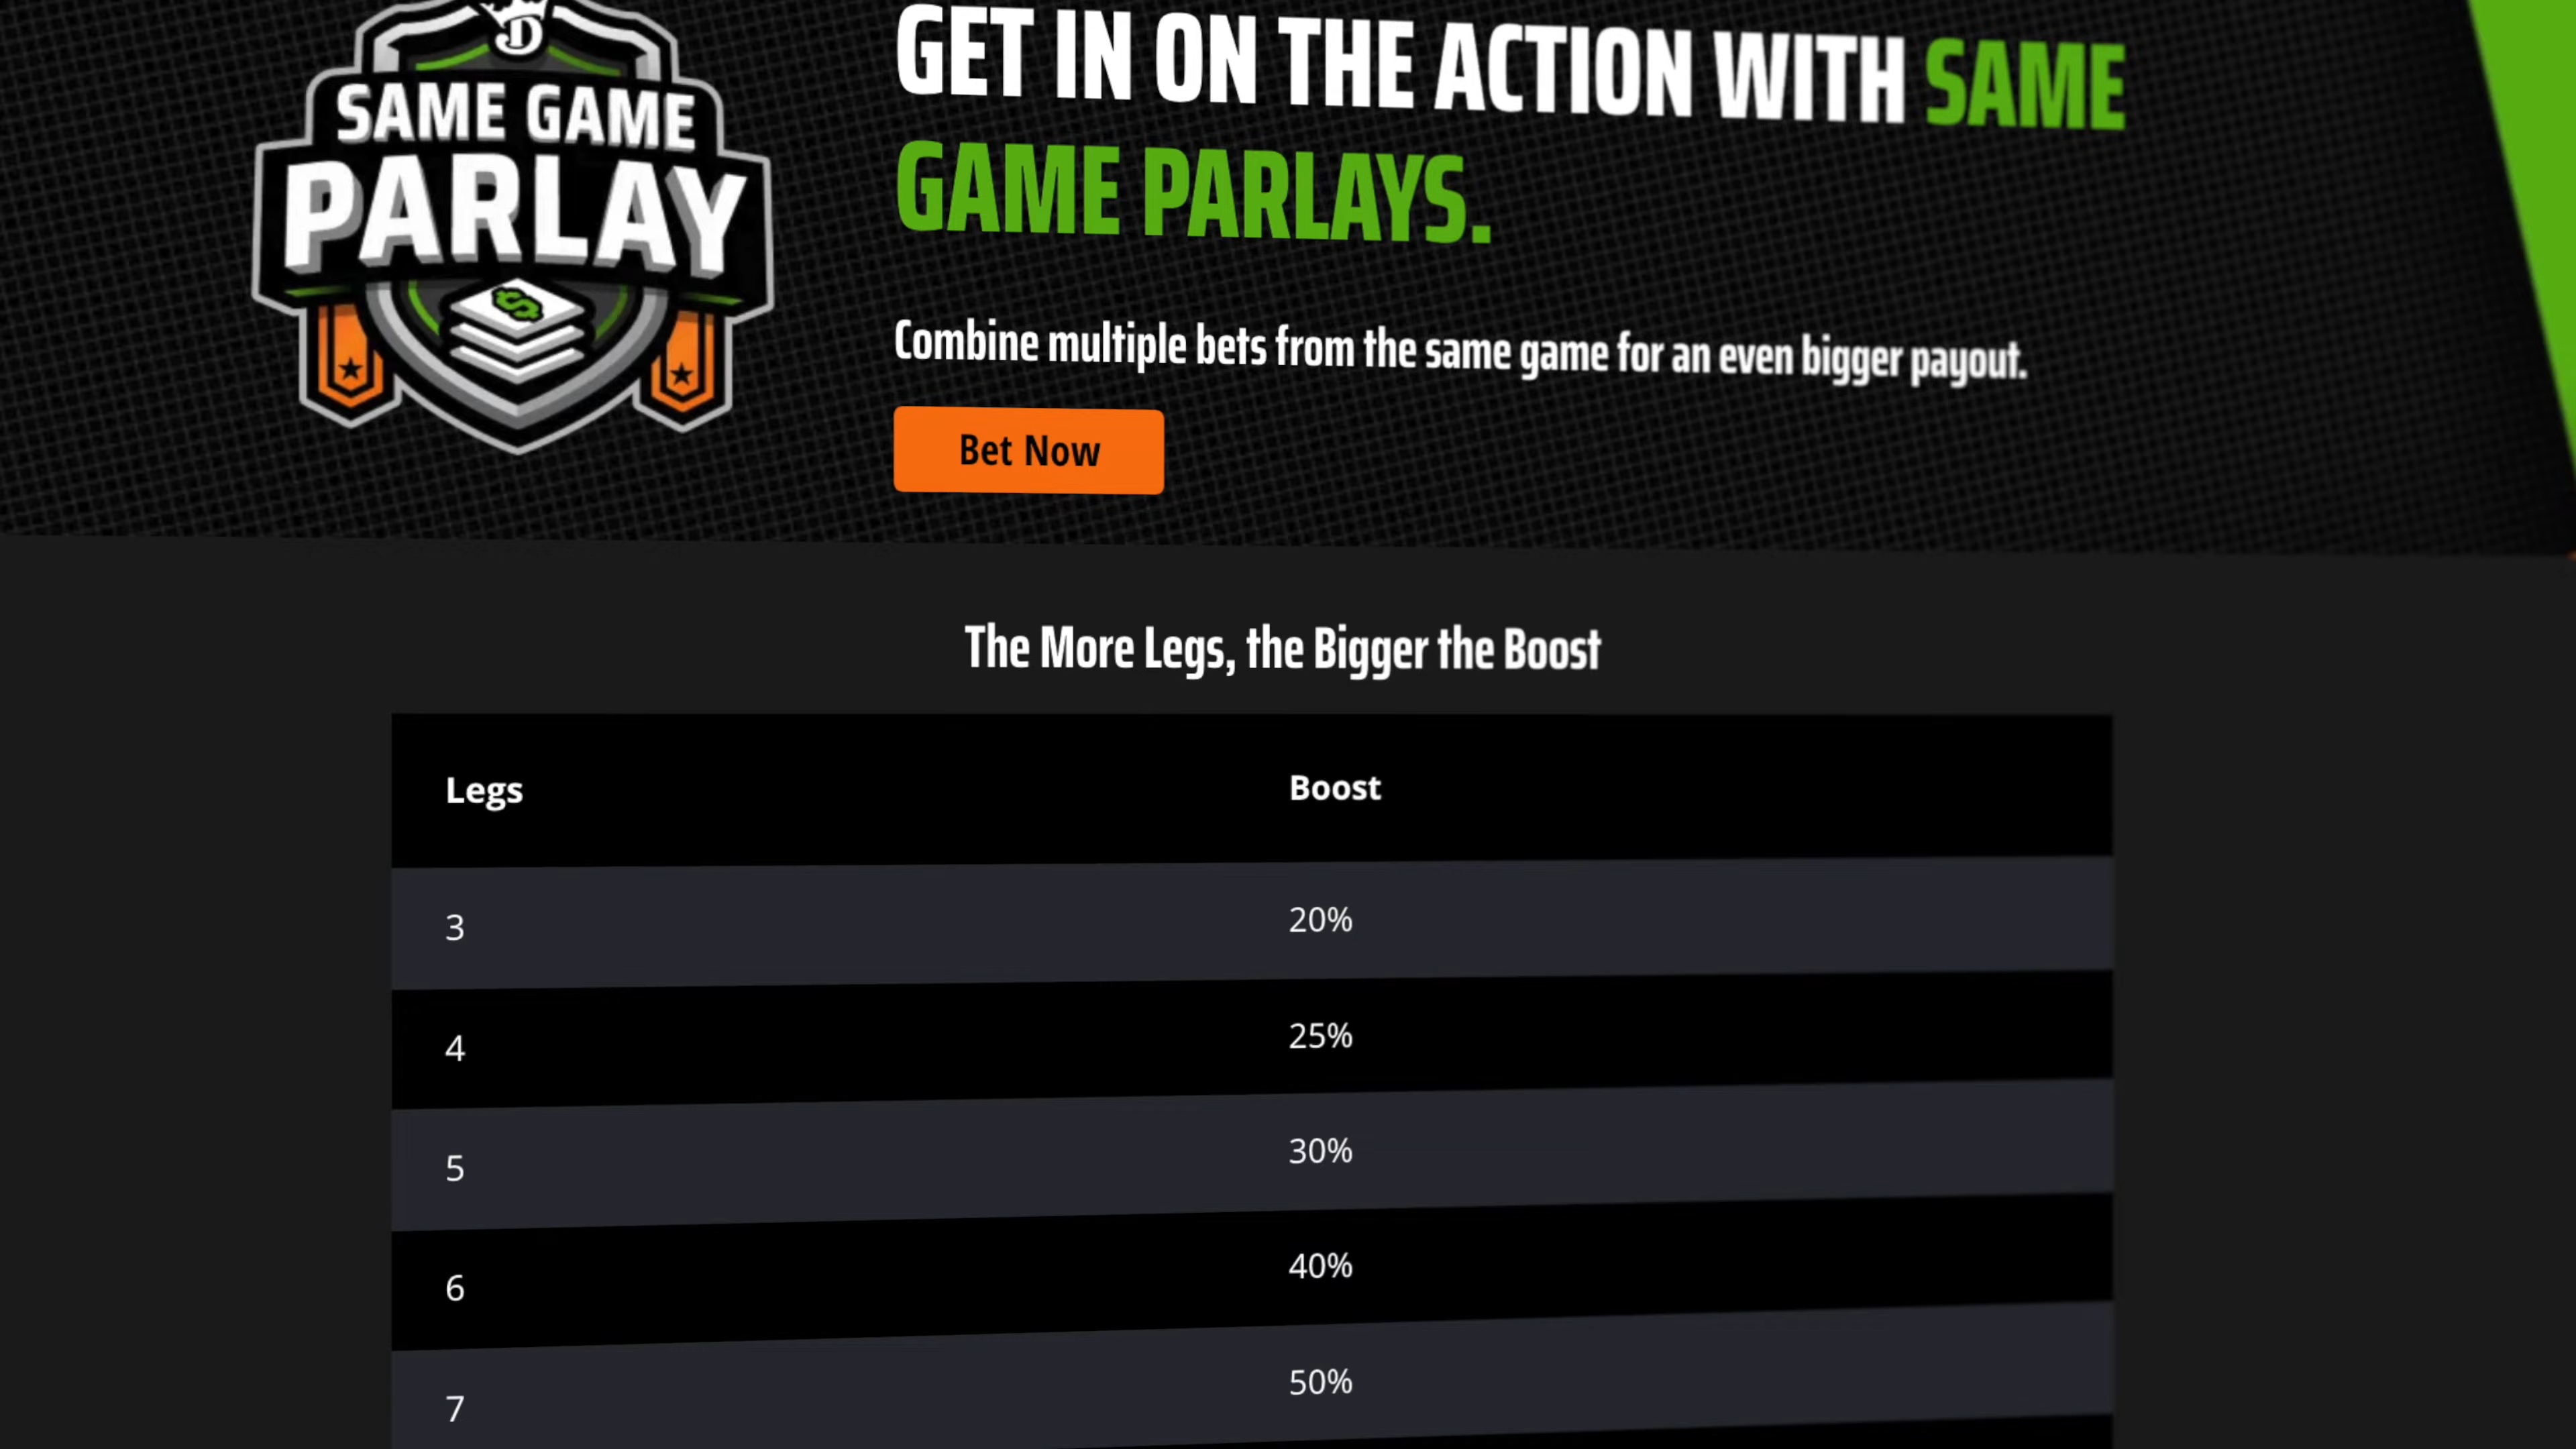 SAME GAME
PARLAY
GET IN ON THE ACTION WITH SAME
GAME PARLAYS.
Combine multiple bets from the same game for an even bigger payout.
Bet Now
The More Legs, the Bigger the Boost
Legs Boost
3 20%
4 25%
5 30%
6 40%
7 50%